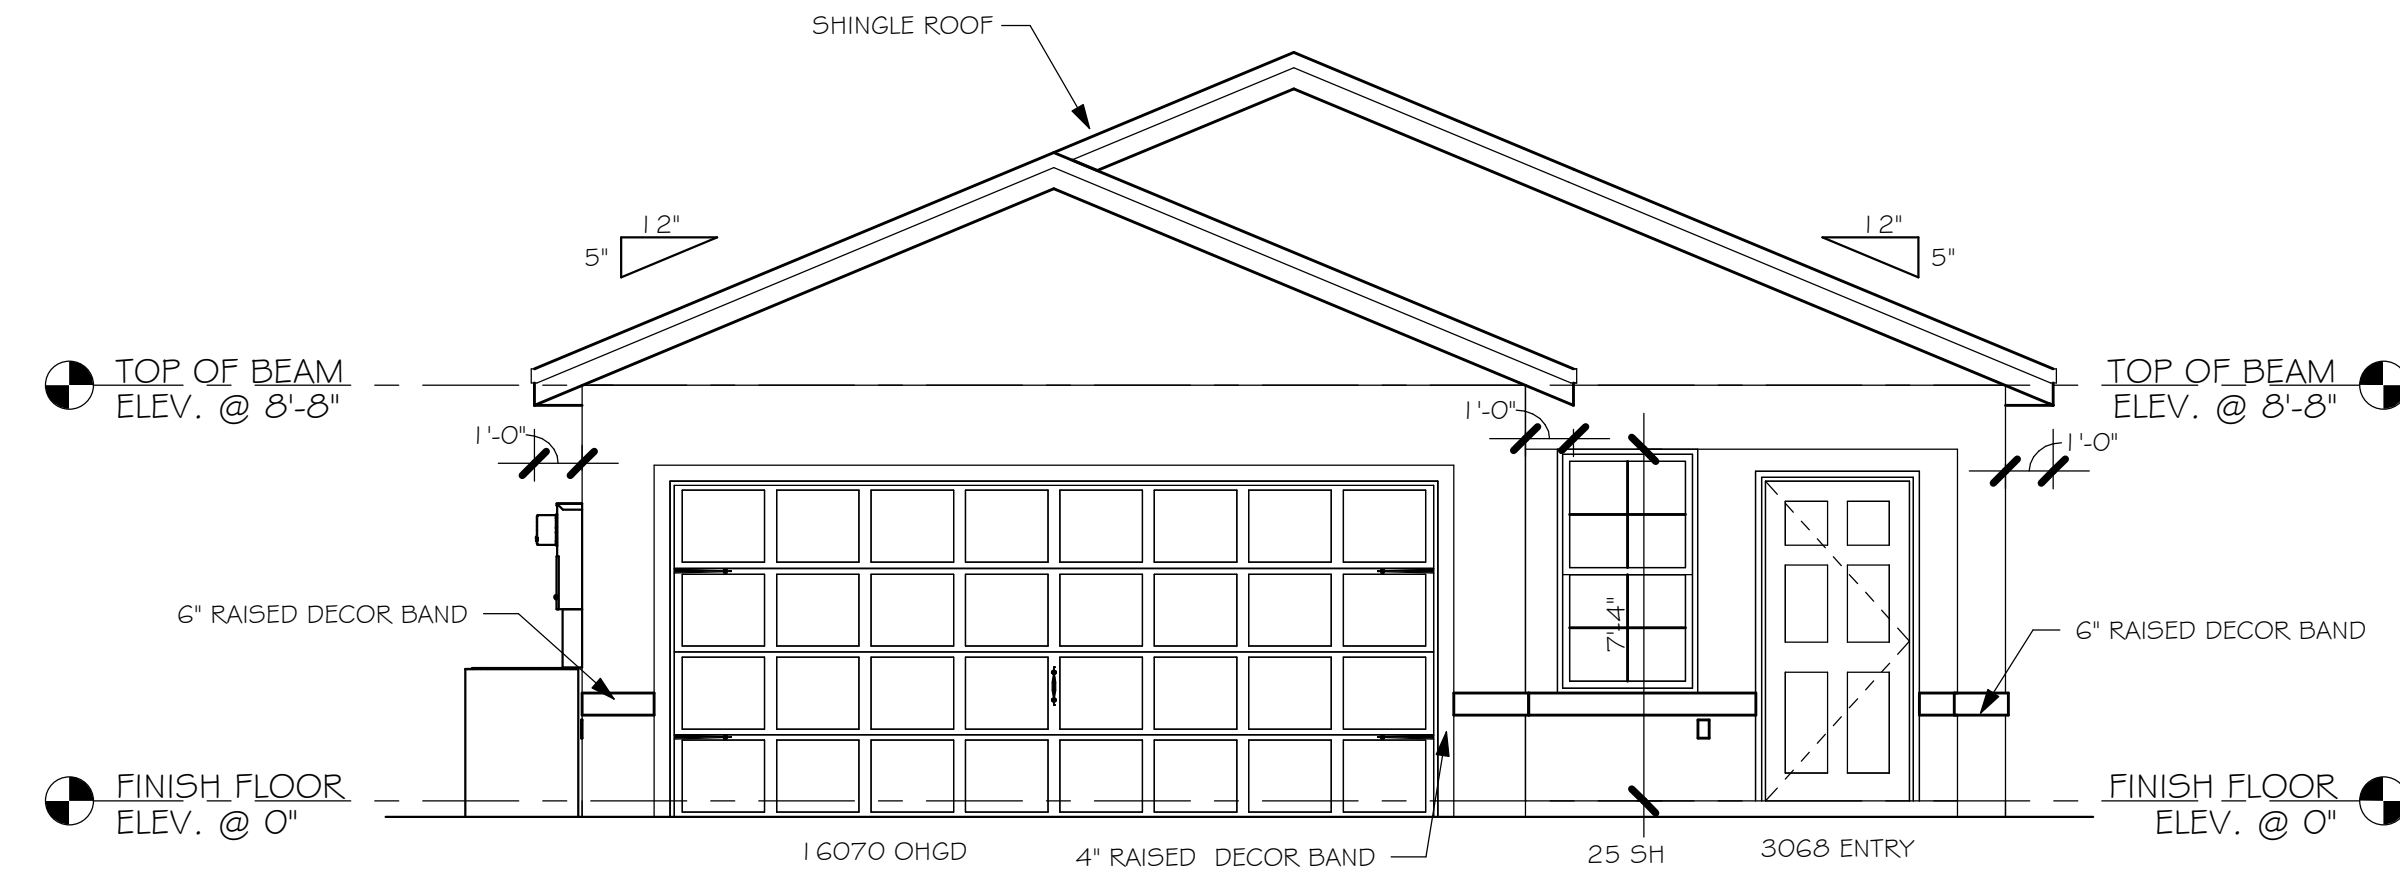 SHINGLE ROOF
12"
5"
12"
5"
TOP OF BEAM
ELEV. @ 8'-8"
TOP OF BEAM
ELEV. @ 8'-8"
1'-0"
1'-0"
1'-0"
6" RAISED DECOR BAND
7'-4"
6" RAISED DECOR BAND
FINISH FLOOR
ELEV. @ 0"
FINISH FLOOR
ELEV. @ 0"
16070 OHGD
4" RAISED DECOR BAND
25 SH
3068 ENTRY